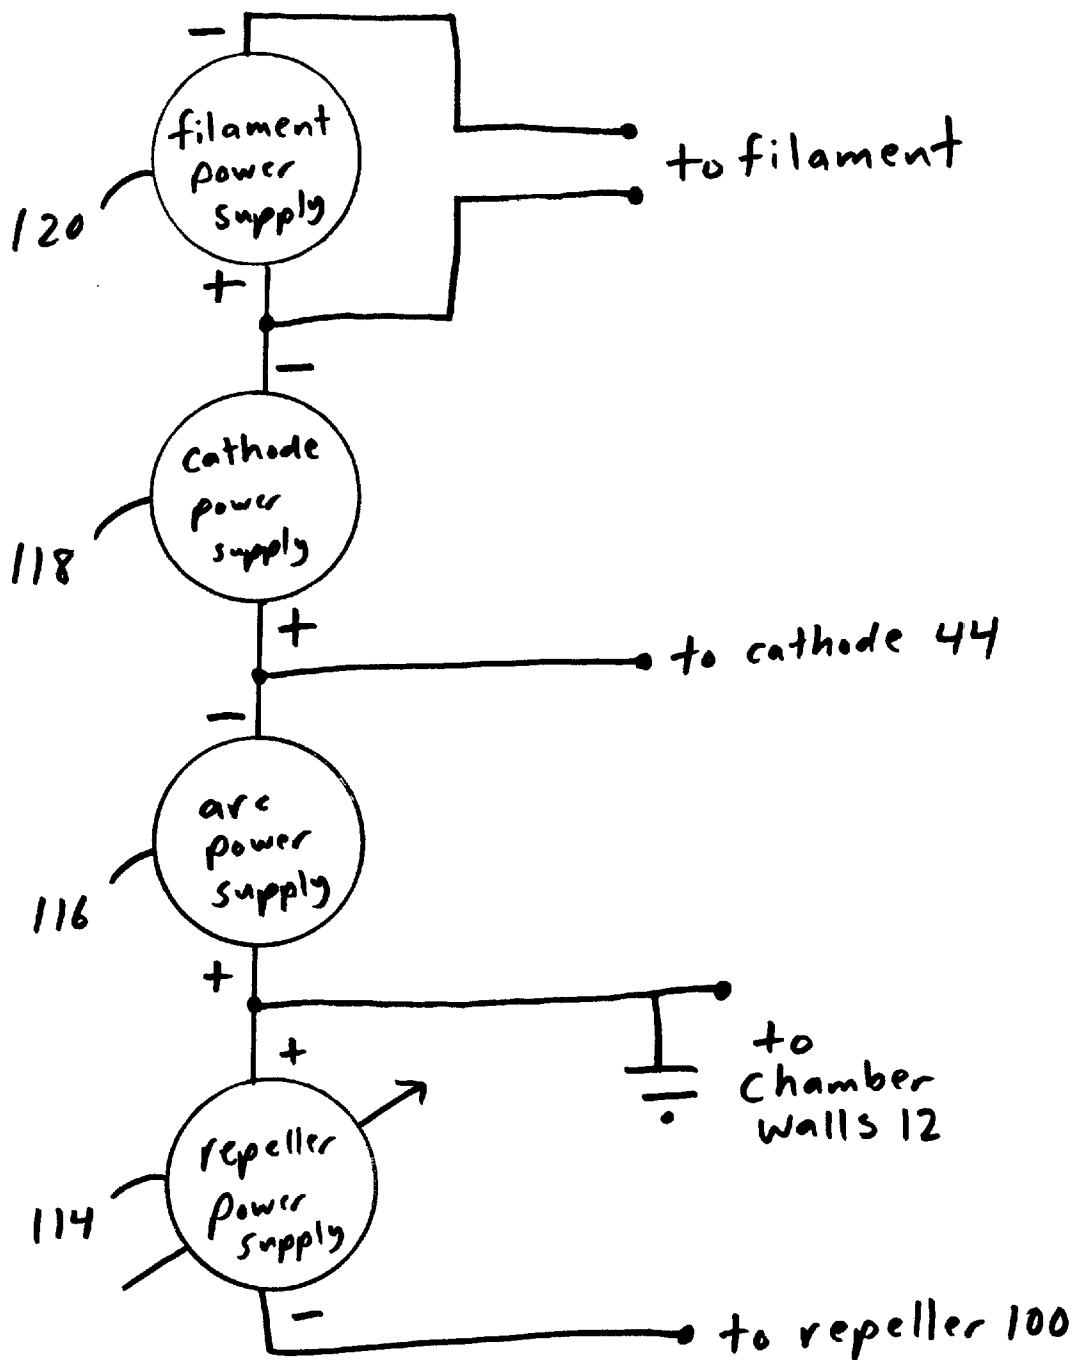 −
filament
power
supply
to filament
120
+
−
cathode
power
supply
118
+
to cathode 44
−
arc
power
supply
116
+
+
to
Chamber
walls 12
repeller
power
supply
114
−
to repeller 100